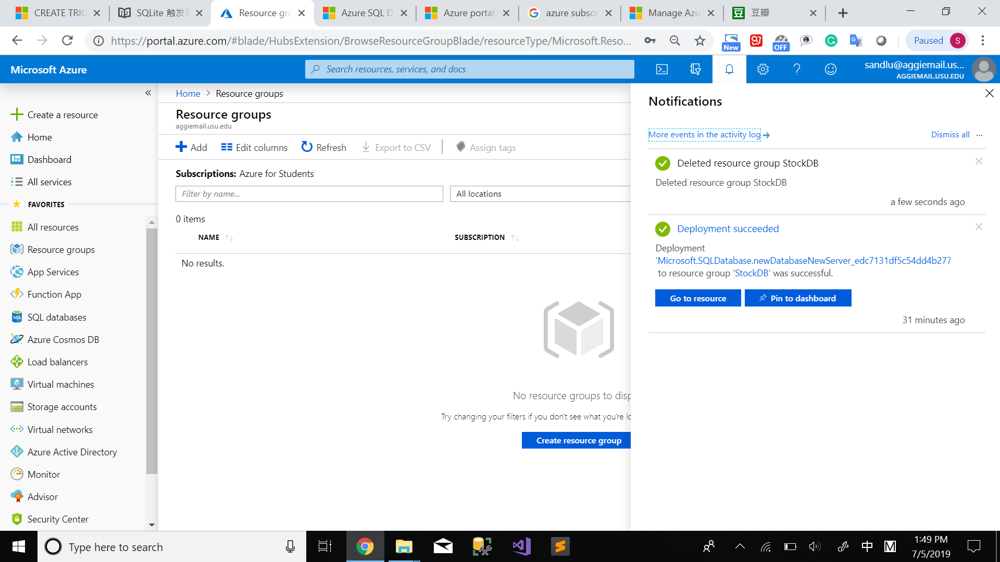 CREATE TRIG
SQLite 触发
Resource gro
Azure SQL D
Azure portal
azure subscr
Manage Azu
豆 豆瓣
https://portal.azure.com/#blade/HubsExtension/BrowseResourceGroupBlade/resourceType/Microsoft.Reso...
New
OFF
Paused
S
Microsoft Azure
Search resources, services, and docs
sandlu@aggiemail.us...
AGGIEMAIL.USU.EDU
Create a resource
Home
Dashboard
All services
FAVORITES
All resources
Resource groups
App Services
Function App
SQL databases
Azure Cosmos DB
Load balancers
Virtual machines
Storage accounts
Virtual networks
Azure Active Directory
Monitor
Advisor
Security Center
Home > Resource groups
Resource groups
aggiemail.usu.edu
Add
Edit columns
Refresh
Export to CSV
Assign tags
Subscriptions: Azure for Students
Filter by name...
All locations
0 items
NAME
SUBSCRIPTION
No results.
No resource groups to disp
Try changing your filters if you don't see what you're lo
Create resource group
Notifications
More events in the activity log
Dismiss all ...
Deleted resource group StockDB
Deleted resource group StockDB
a few seconds ago
Deployment succeeded
Deployment
'Microsoft.SQLDatabase.newDatabaseNewServer_edc7131df5c54dd4b277
to resource group 'StockDB' was successful.
Go to resource
Pin to dashboard
31 minutes ago
Type here to search
中
M
1:49 PM
7/5/2019